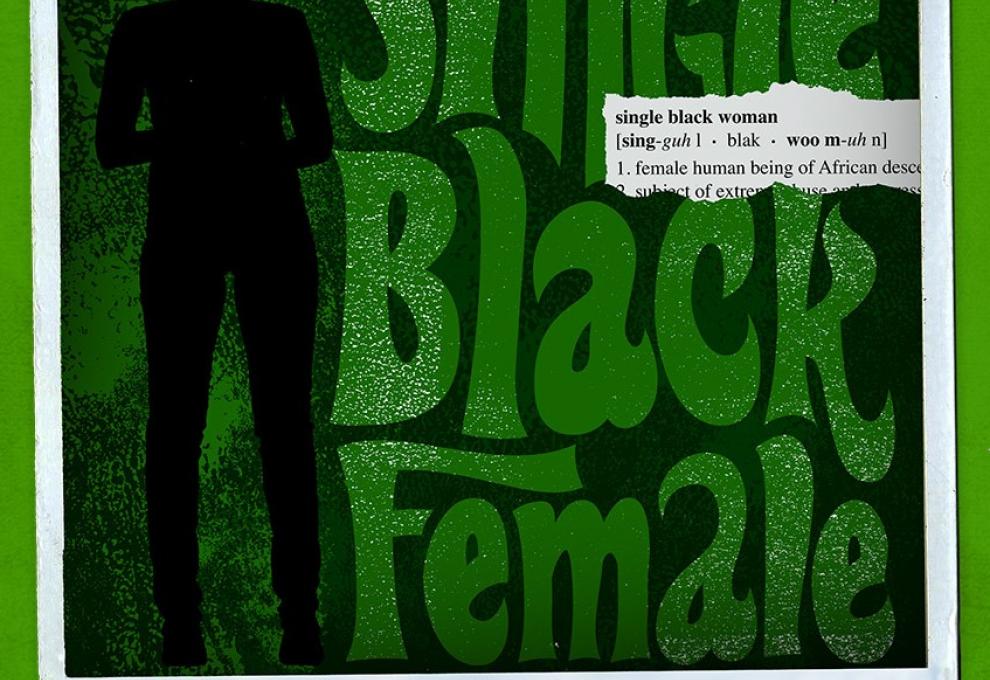 Single
single black woman
[sing-guh l · blak · woo m-uh n]
1. female human being of African
2. subject of
Black
Female